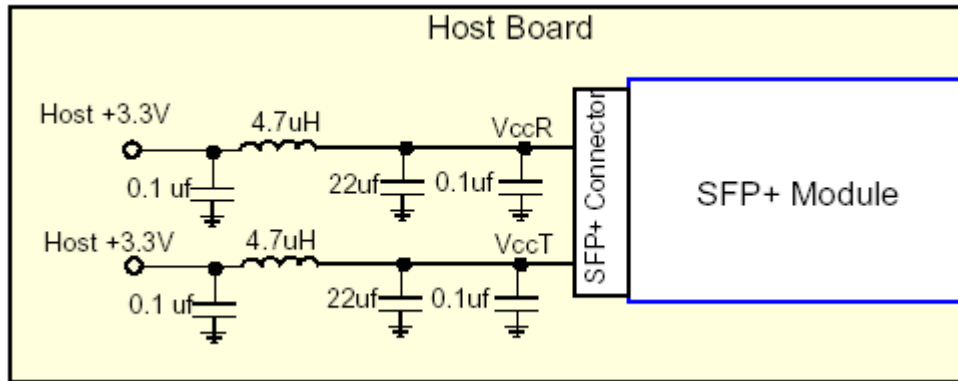 Host Board
Host +3.3V
4.7uH
VccR
0.1 uf
22uf
0.1uf
Host +3.3V
4.7uH
VccT
0.1 uf
22uf
0.1uf
SFP+ Connector
SFP+ Module